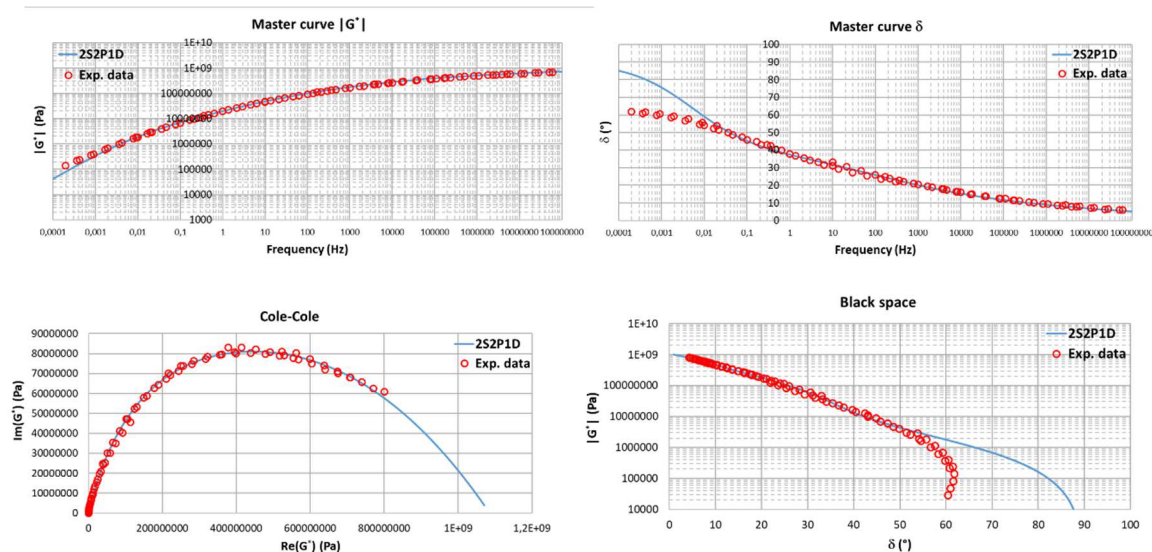 Master curve |G*|
1E+10
1E+09
100000000
10000000
1000000
100000
10000
1000
|G*| (Pa)
2S2P1D
Exp. data
0,0001 0,001 0,01 0,1 1 10 100 1000 10000 100000 1000000 10000000 100000000
Frequency (Hz)
Master curve δ
100
90
80
70
60
50
40
30
20
10
0
δ (°)
2S2P1D
Exp. data
0,0001 0,001 0,01 0,1 1 10 100 1000 10000 100000 1000000 10000000 100000000
Frequency (Hz)
Cole-Cole
90000000
80000000
70000000
60000000
50000000
40000000
30000000
20000000
10000000
0
Im(G*) (Pa)
2S2P1D
Exp. data
0 200000000 400000000 600000000 800000000 1E+09 1,2E+09
Re(G*) (Pa)
Black space
1E+10
1E+09
100000000
10000000
1000000
100000
10000
|G*| (Pa)
2S2P1D
Exp. data
0 10 20 30 40 50 60 70 80 90 100
δ (°)